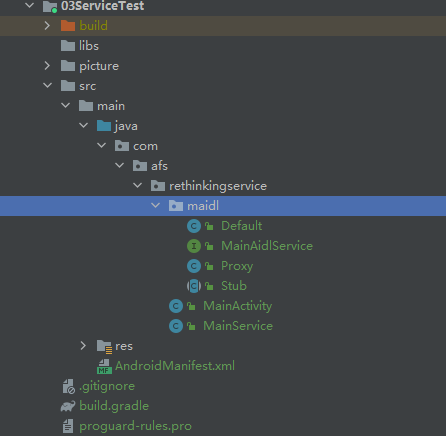 03ServiceTest
build
libs
picture
src
main
java
com
afs
rethinkingservice
maidl
Default
MainAidlService
Proxy
Stub
MainActivity
MainService
res
AndroidManifest.xml
.gitignore
build.gradle
proguard-rules.pro